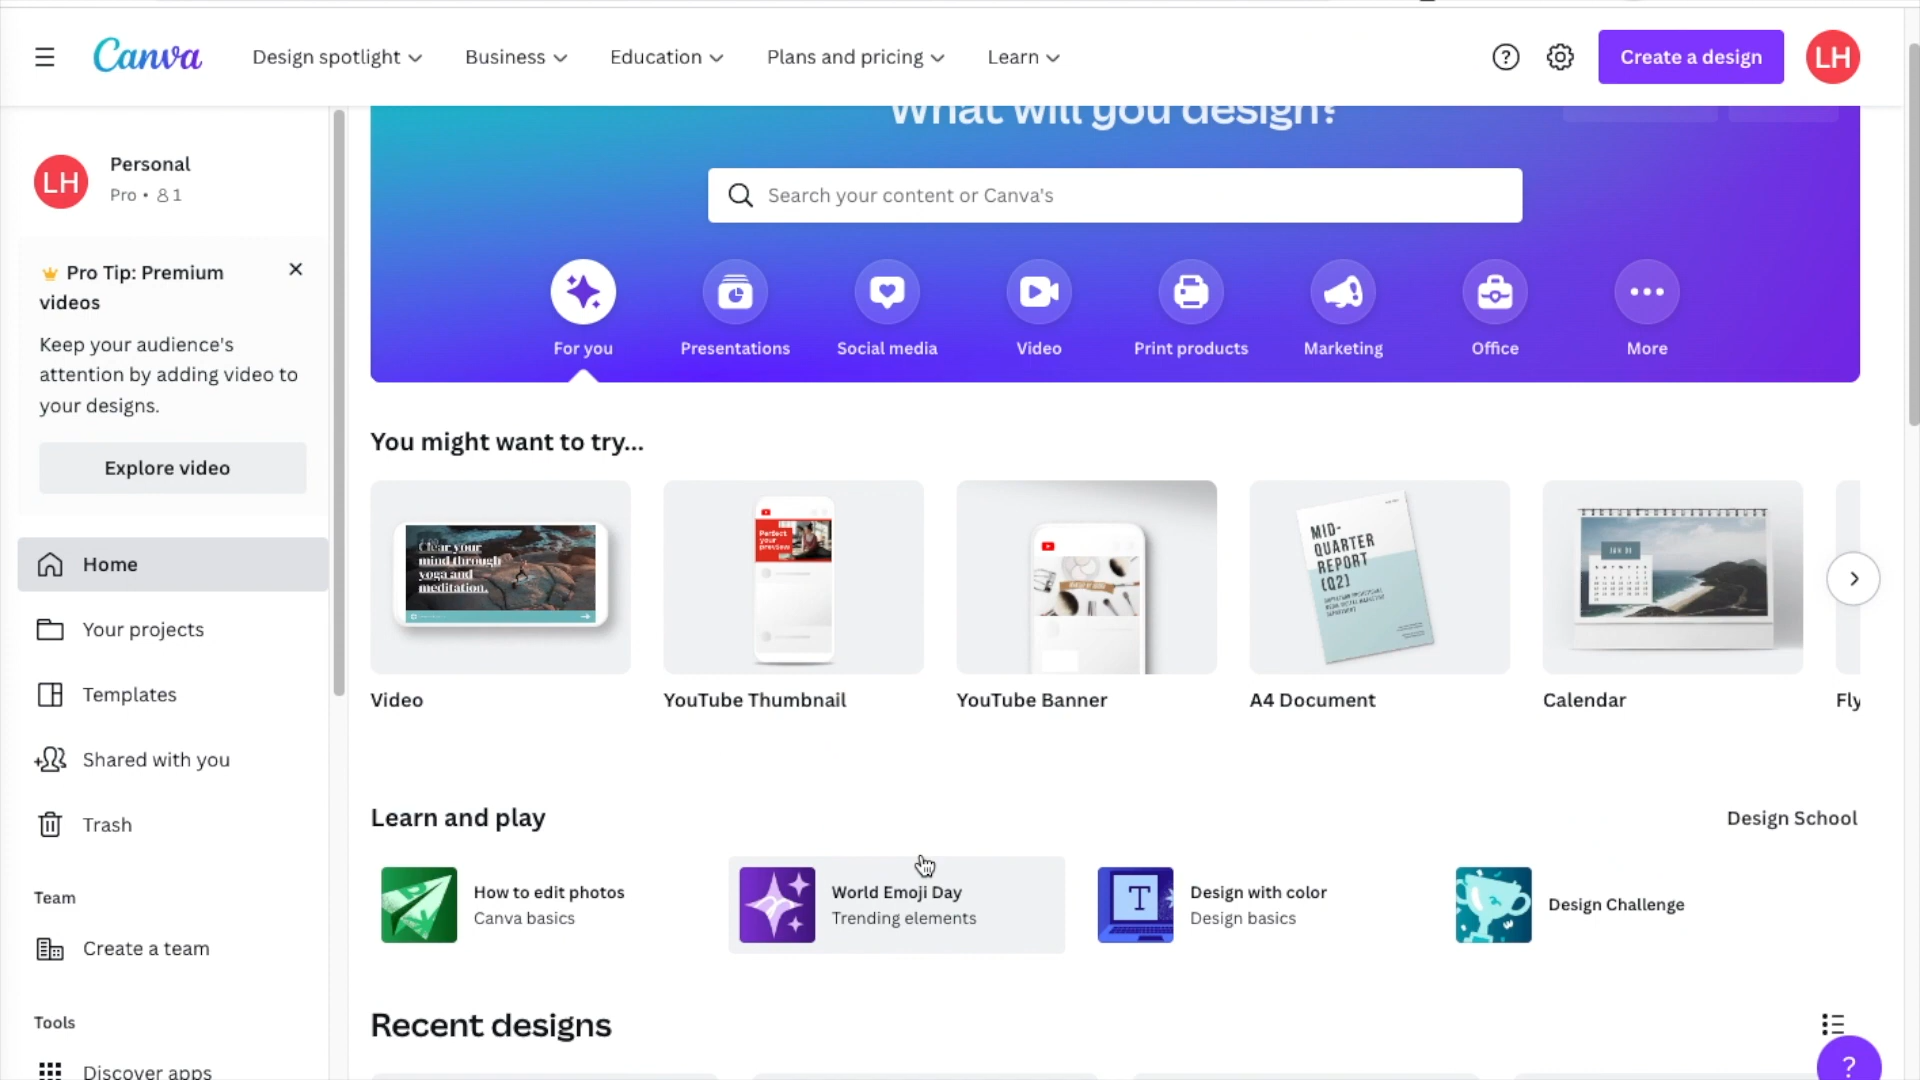 Canva
Design spotlight
Business
Education
Plans and pricing
Learn
?
Create a design
LH
LH
Personal
Pro • 1
Pro Tip: Premium
videos
Keep your audience's
attention by adding video to
your designs.
Explore video
Home
Your projects
Templates
Shared with you
Trash
Team
Create a team
Tools
Discover apps
What will you design?
Search your content or Canva's
For you
Presentations
Social media
Video
Print products
Marketing
Office
More
You might want to try...
Clear your
mind through
yoga and
meditation.
Perfect
your
preview
MID-
QUARTER
REPORT
(Q2)
Video
YouTube Thumbnail
YouTube Banner
A4 Document
Calendar
Fly
Learn and play
Design School
How to edit photos
Canva basics
World Emoji Day
Trending elements
T
Design with color
Design basics
Design Challenge
Recent designs
?